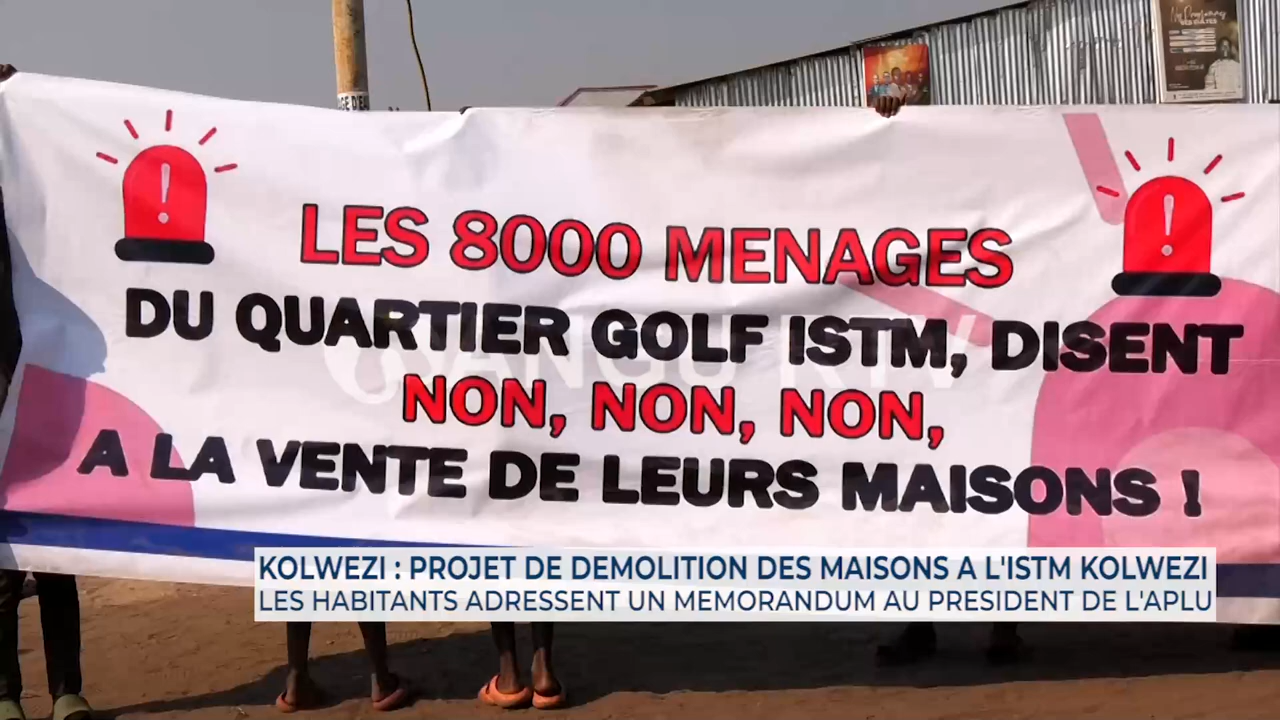 LES 8000 MENAGES
DU QUARTIER GOLF ISTM, DISENT
NON, NON, NON,
A LA VENTE DE LEURS MAISONS !
KOLWEZI : PROJET DE DEMOLITION DES MAISONS A L'ISTM KOLWEZI
LES HABITANTS ADRESSENT UN MEMORANDUM AU PRESIDENT DE L'APLU